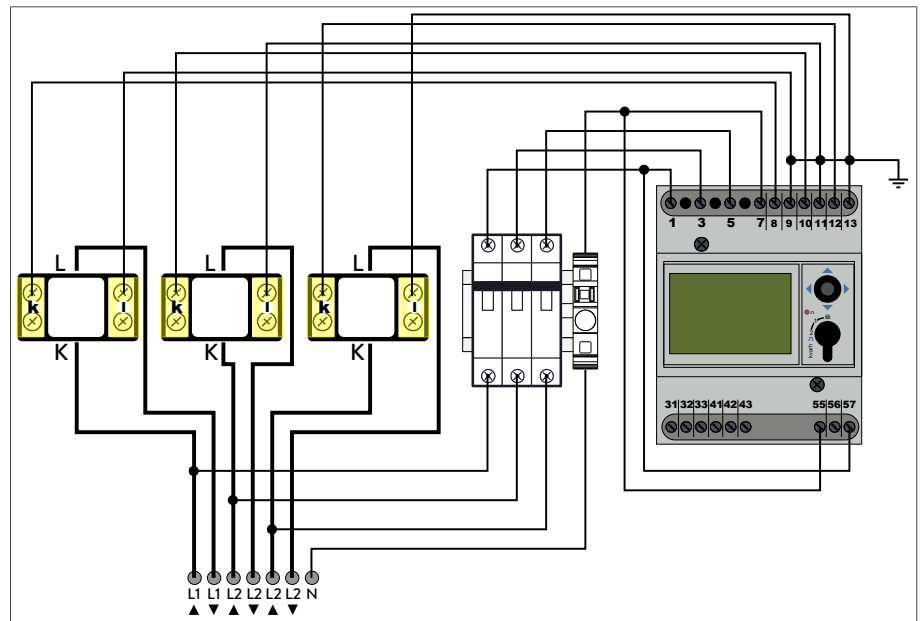 1 3 5 7 8 9 10 11 12 13
L L L
k l k l k l
K K K
kvarh
31 32 33 41 42 43 55 56 57
L1 L1 L2 L2 L2 L2 N
▲ ▼ ▲ ▼ ▲ ▼